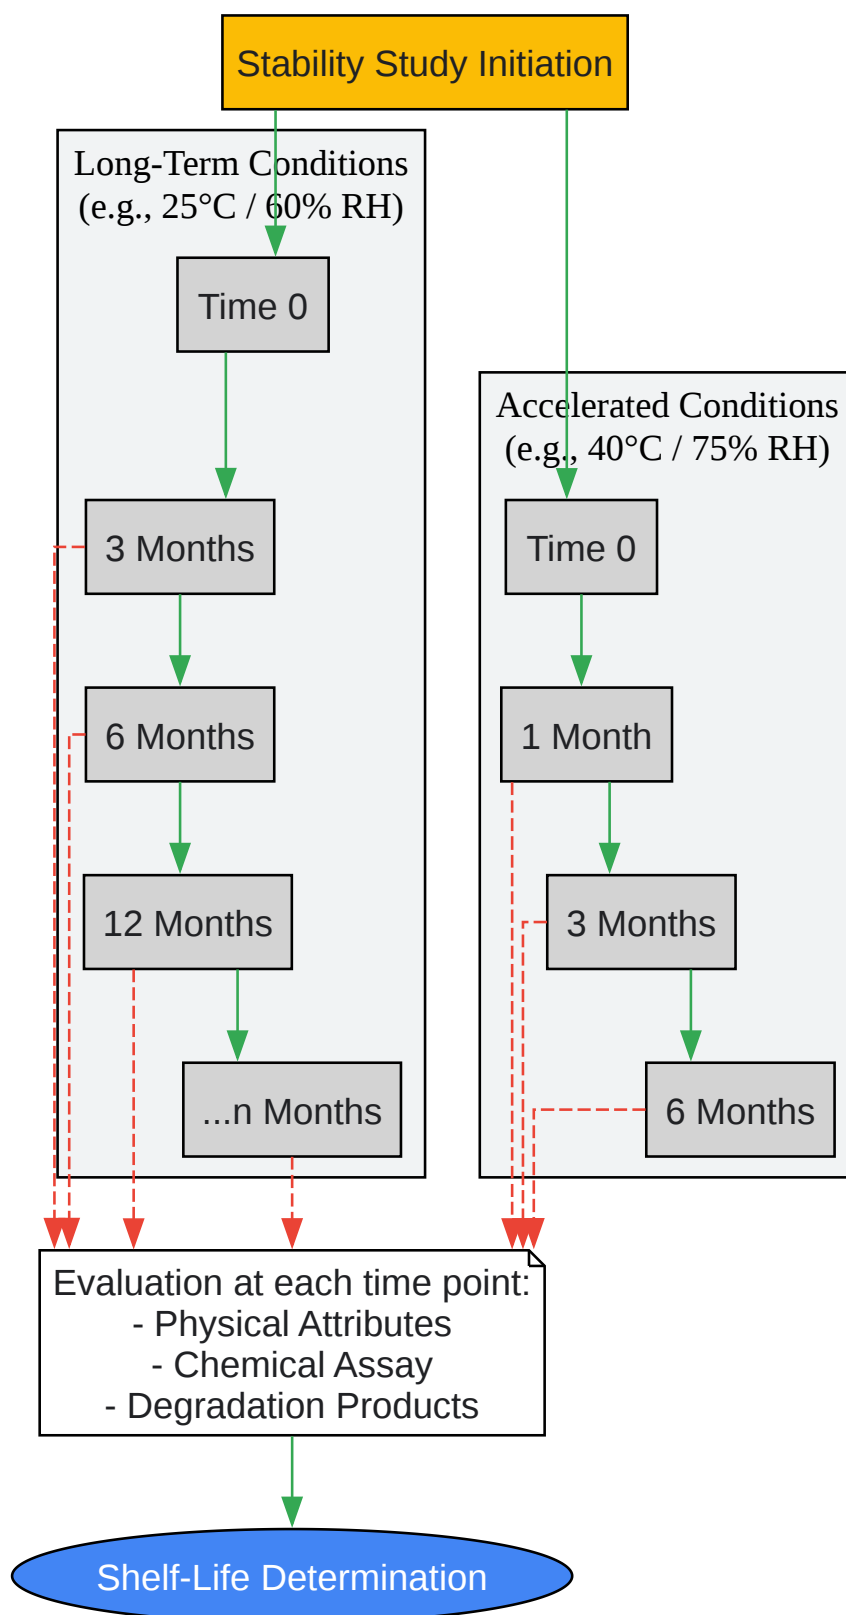 Stability Study Initiation
Long-Term Conditions
(e.g., 25°C / 60% RH)
Time 0
3 Months
6 Months
12 Months
...n Months
Accelerated Conditions
(e.g., 40°C / 75% RH)
Time 0
1 Month
3 Months
6 Months
Evaluation at each time point:
- Physical Attributes
- Chemical Assay
- Degradation Products
Shelf-Life Determination